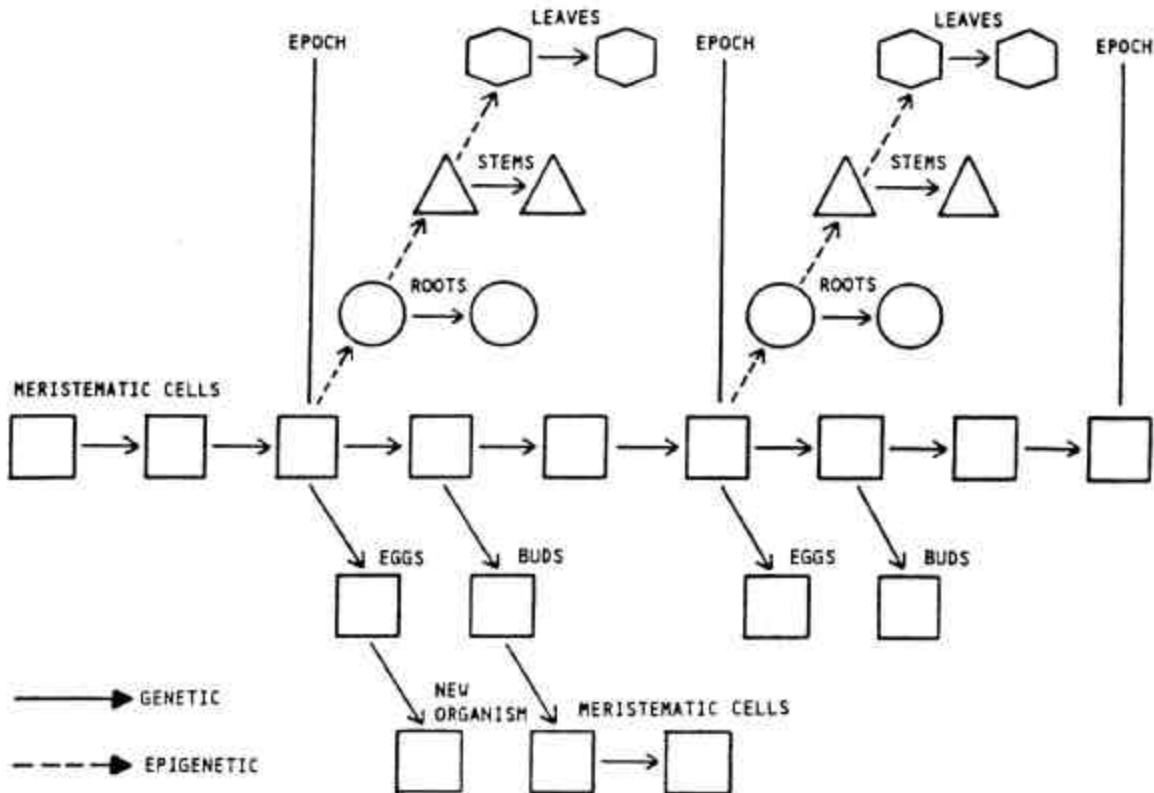 LEAVES
EPOCH
STEMS
ROOTS
LEAVES
EPOCH
EPOCH
STEMS
ROOTS
MERISTEMATIC CELLS
EGGS
BUDS
EGGS
BUDS
NEW
ORGANISM
MERISTEMATIC CELLS
GENETIC
EPIGENETIC